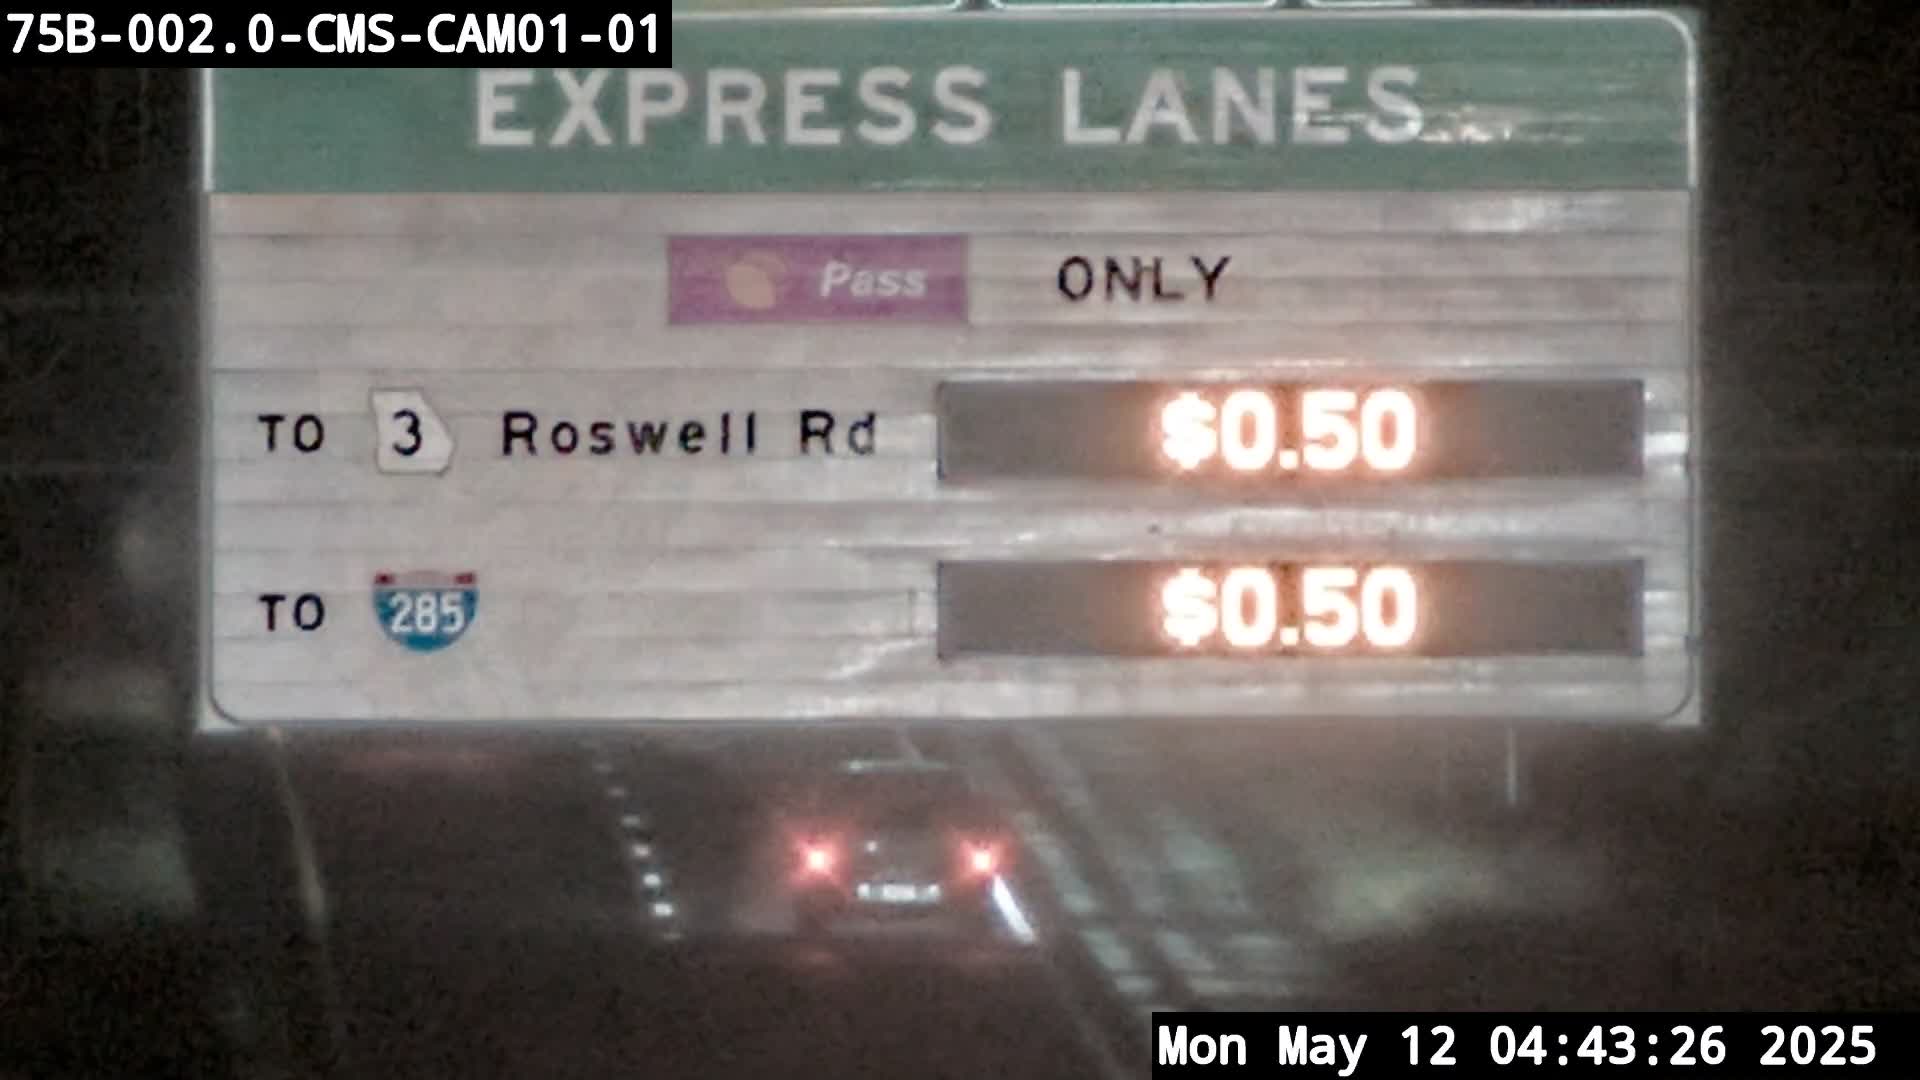 75B-002.0-CMS-CAM01-01
EXPRESS LANES
Pass ONLY
TO 3 Roswell Rd $0.50
TO 285 $0.50
Mon May 12 04:43:26 2025